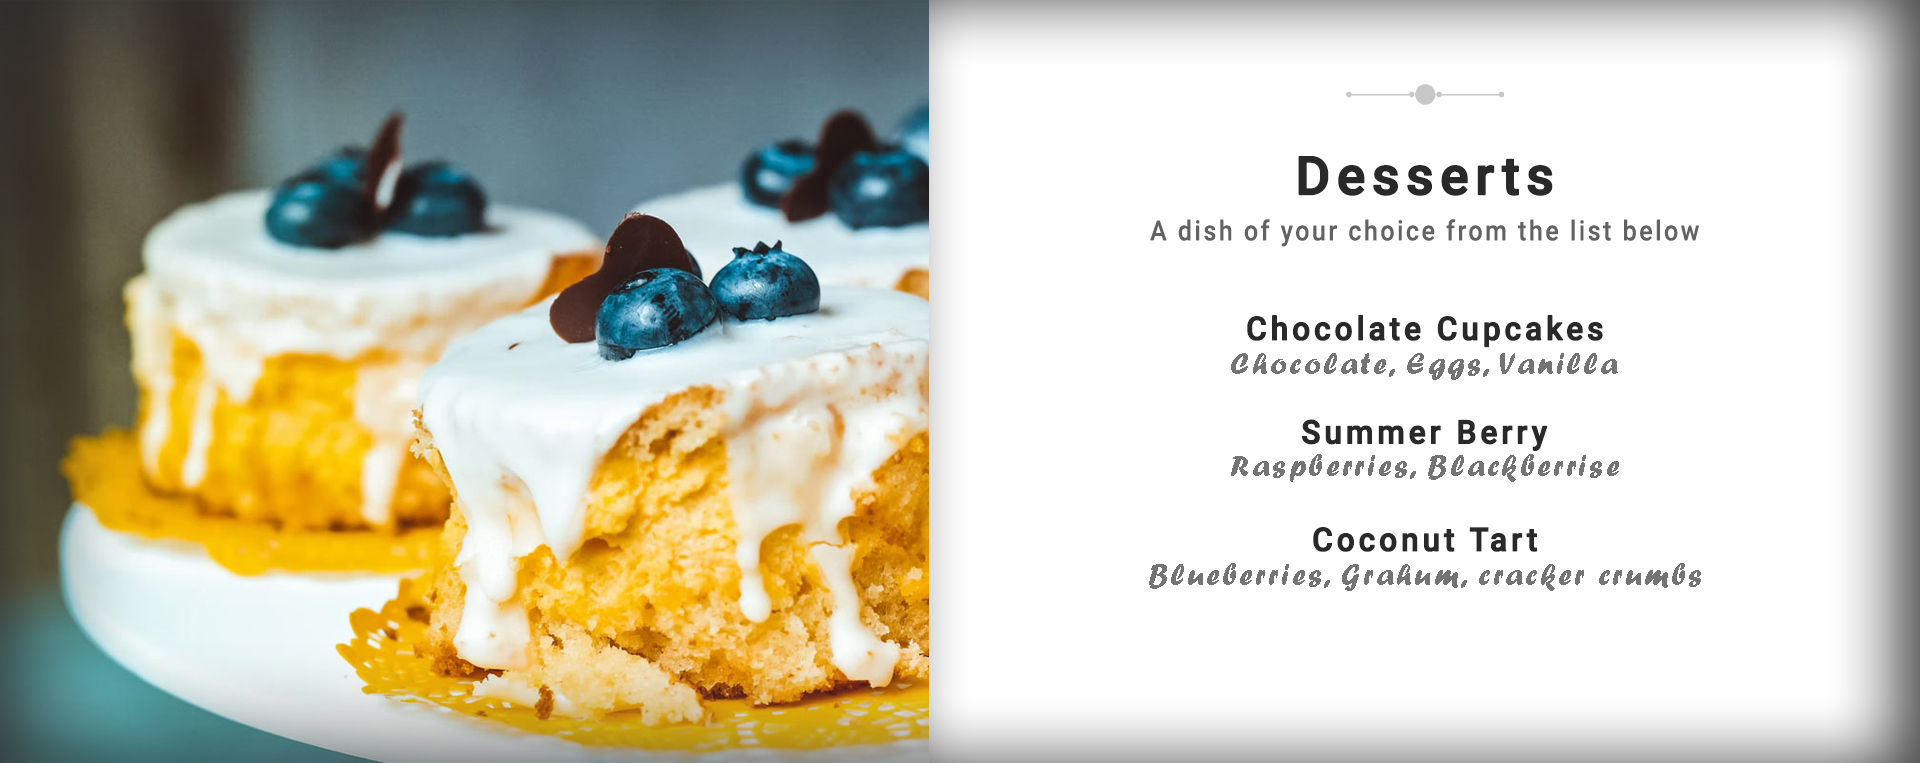 Desserts
A dish of your choice from the list below
Chocolate Cupcakes
Chocolate, Eggs, Vanilla
Summer Berry
Raspberries, Blackberrise
Coconut Tart
Blueberries, Grahum, cracker crumbs